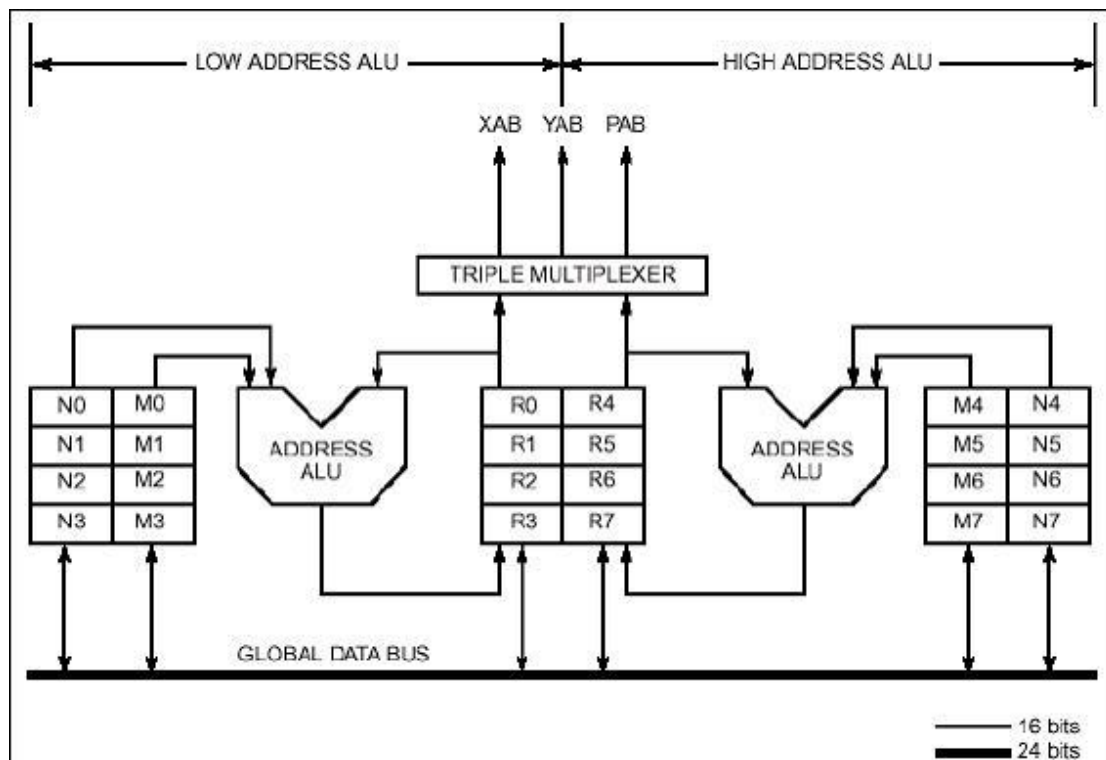 LOW ADDRESS ALU
HIGH ADDRESS ALU
XAB YAB PAB
TRIPLE MULTIPLEXER
N0 M0
N1 M1
N2 M2
N3 M3
ADDRESS
ALU
R0 R4
R1 R5
R2 R6
R3 R7
ADDRESS
ALU
M4 N4
M5 N5
M6 N6
M7 N7
GLOBAL DATA BUS
16 bits
24 bits